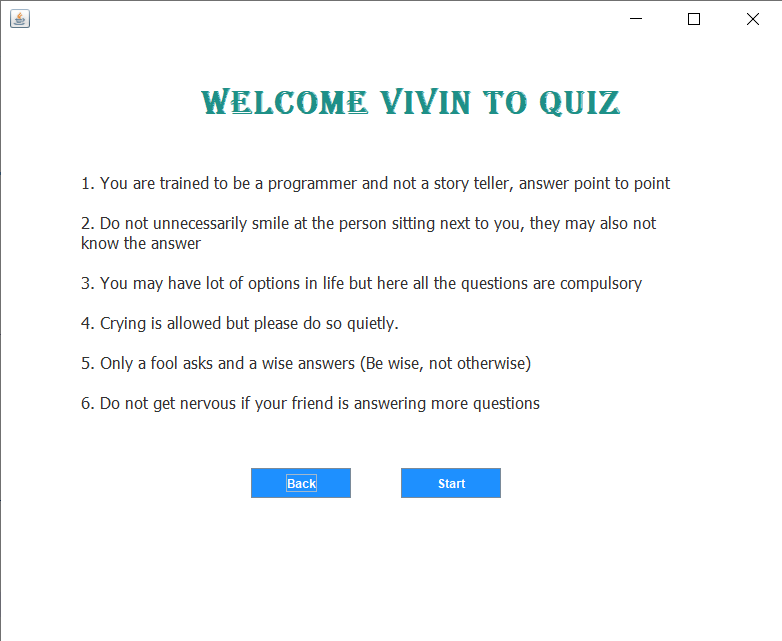 WELCOME VIVIN TO QUIZ
1. You are trained to be a programmer and not a story teller, answer point to point
2. Do not unnecessarily smile at the person sitting next to you, they may also not
know the answer
3. You may have lot of options in life but here all the questions are compulsory
4. Crying is allowed but please do so quietly.
5. Only a fool asks and a wise answers (Be wise, not otherwise)
6. Do not get nervous if your friend is answering more questions
Back Start